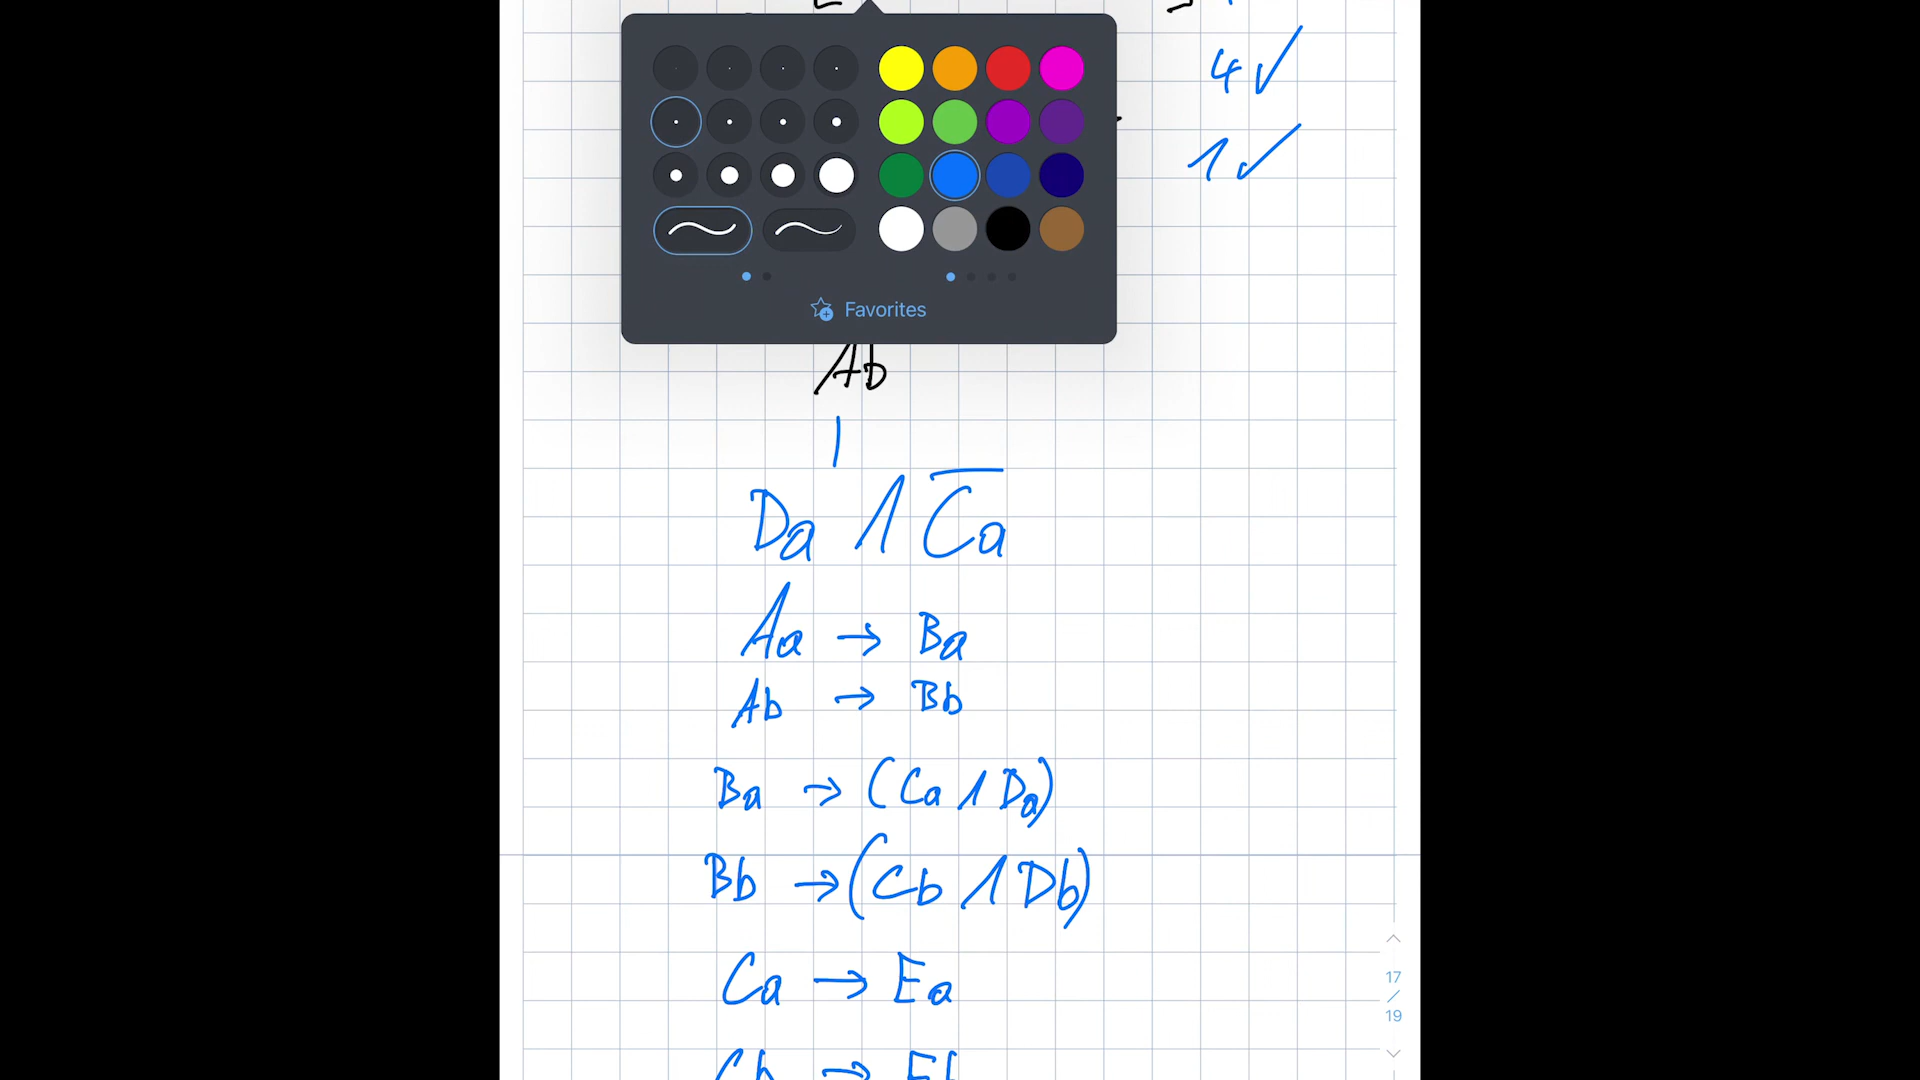 4 ✓
1 ✓
Favorites
Ab
Da ∧ C̅a̅
Aa → Ba
Ab → Bb
Ba → (Ca ∧ Da)
Bb → (Cb ∧ Db)
Ca → Ea
17
/
19